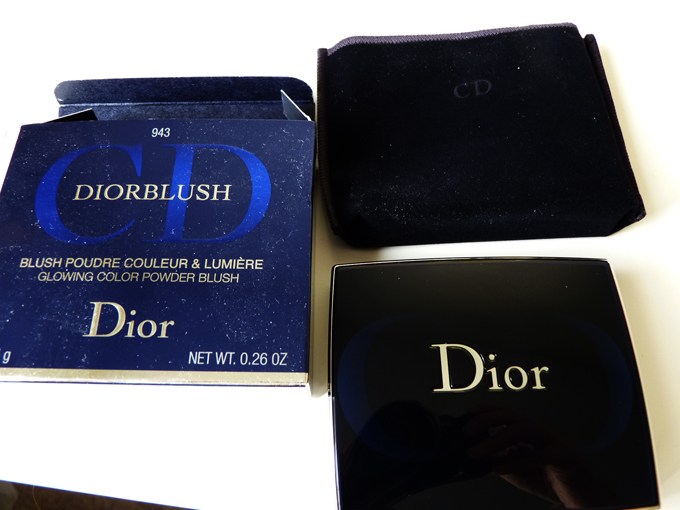 943
CD
DIORBLUSH
BLUSH POUDRE COULEUR & LUMIÈRE
GLOWING COLOR POWDER BLUSH
Dior
g
NET WT. 0.26 OZ
CD
CD
Dior